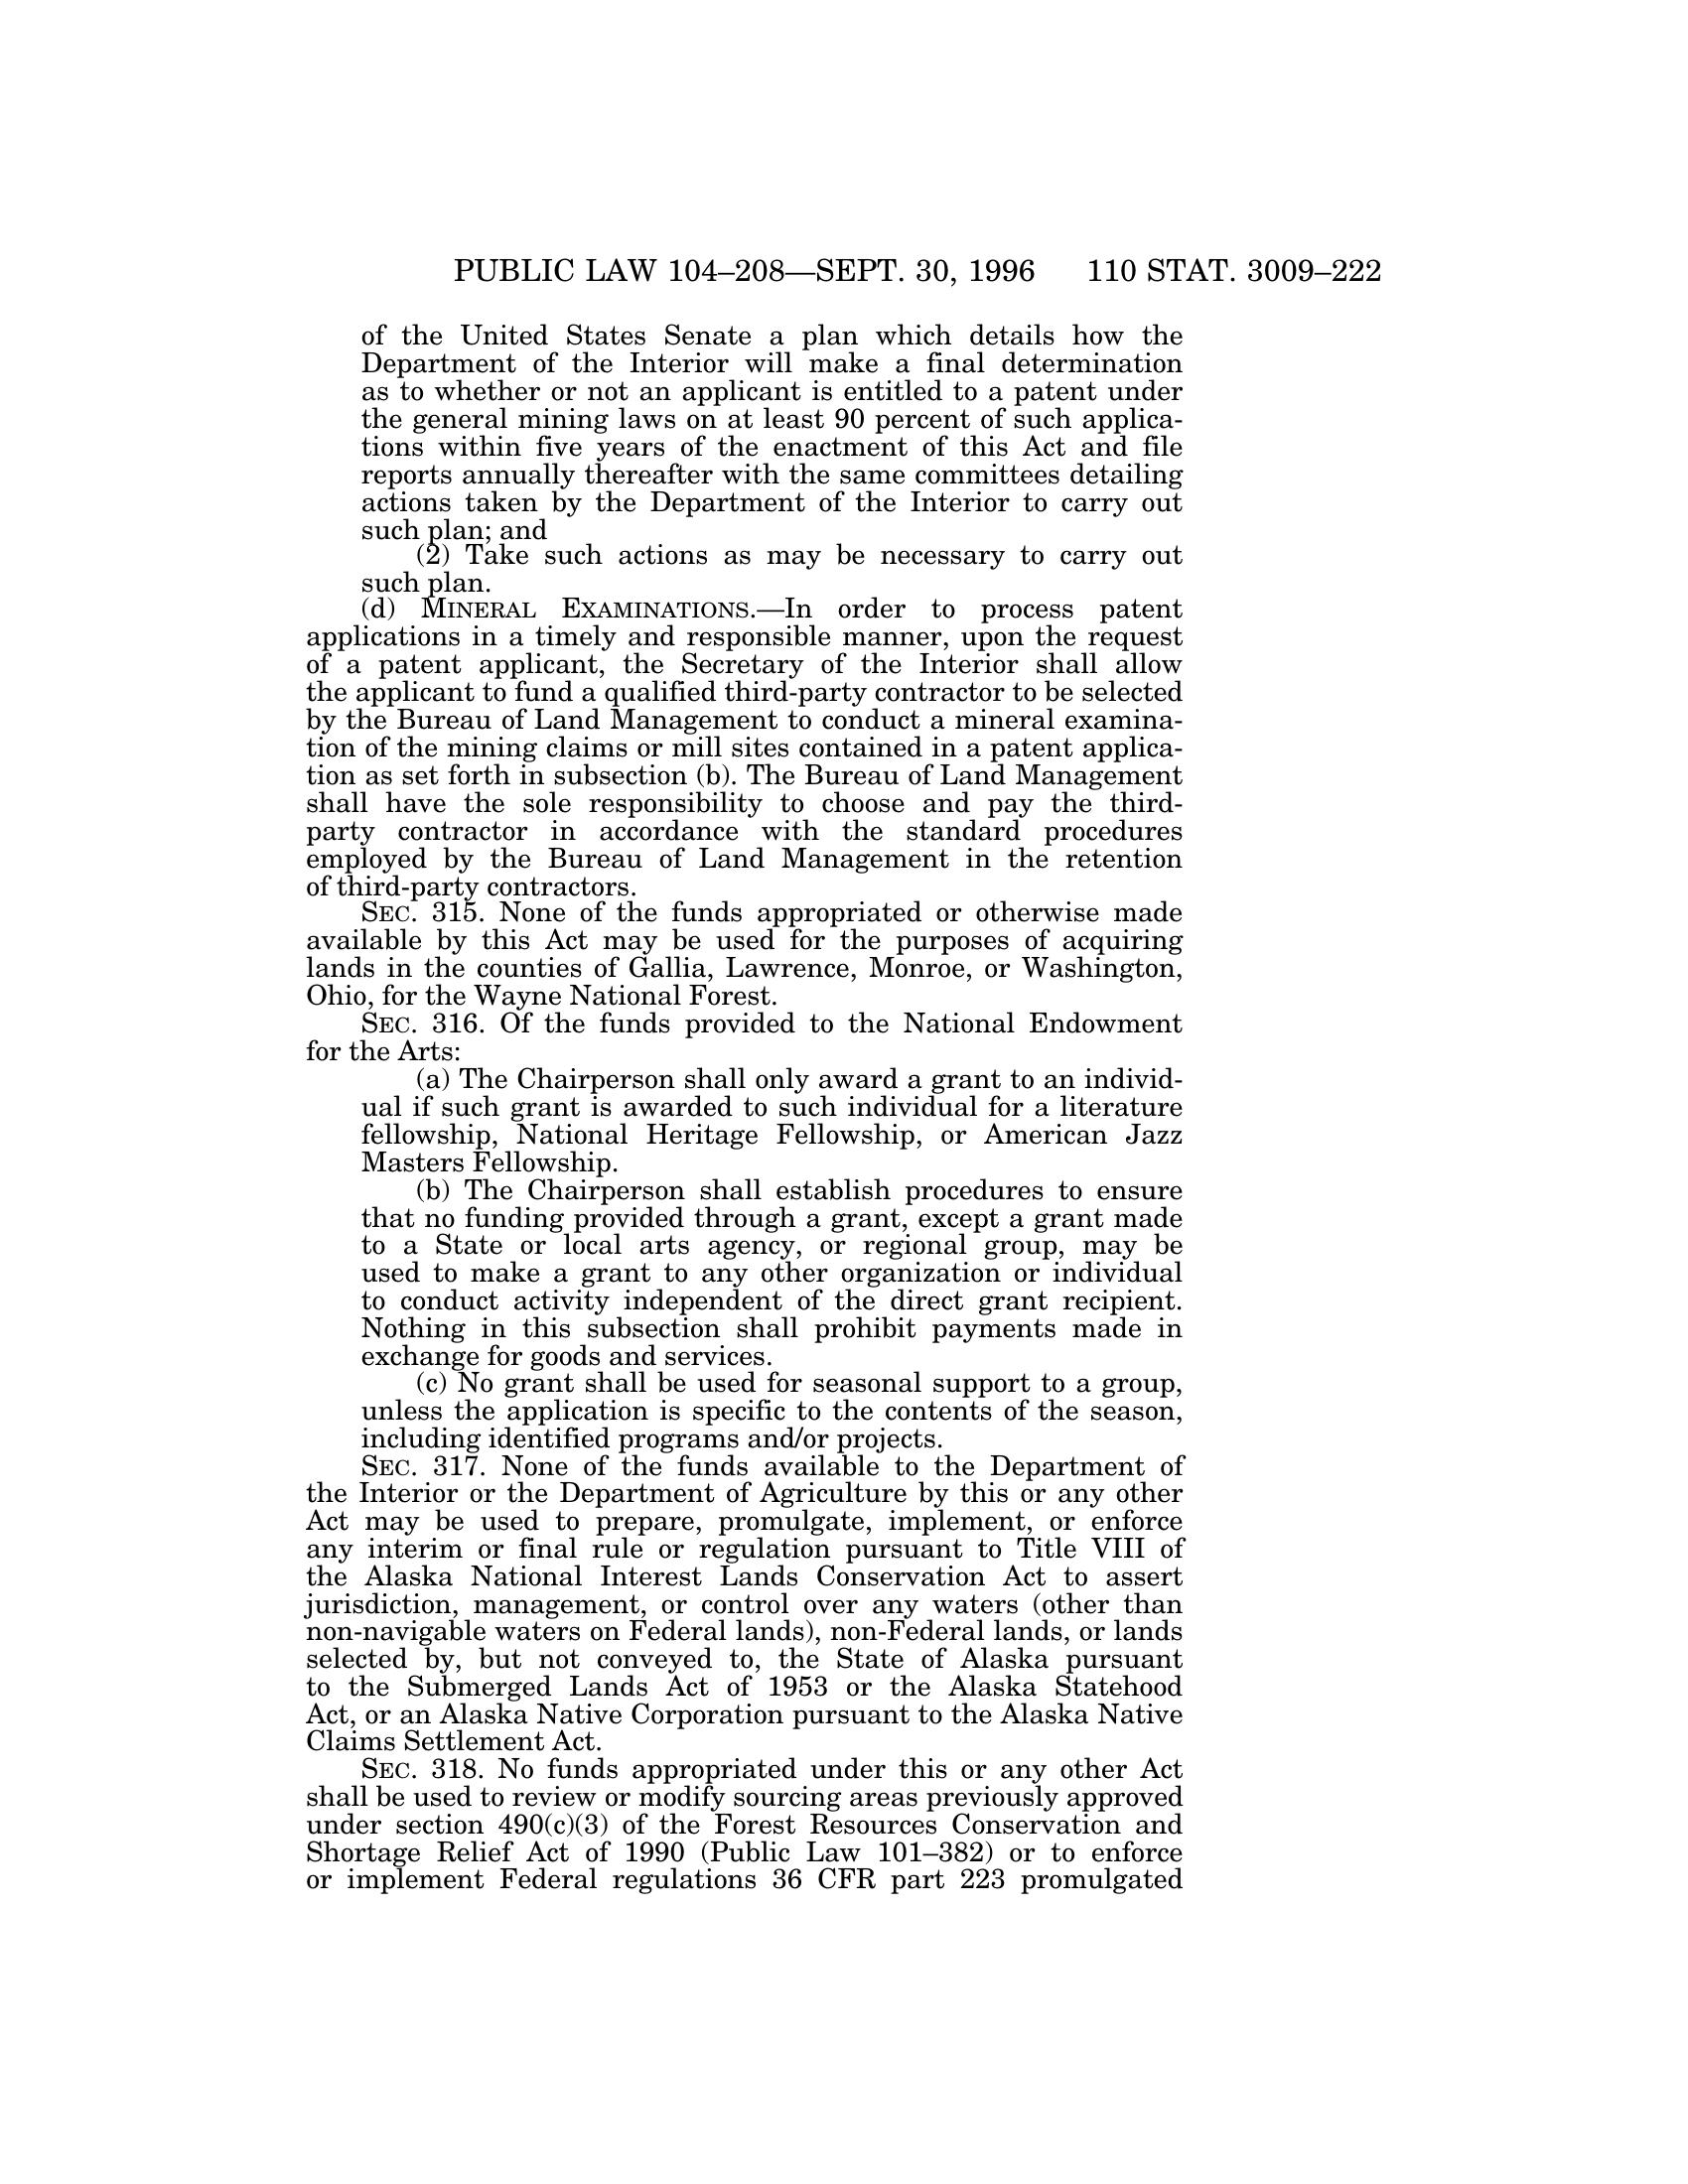 PUBLIC LAW 104–208—SEPT. 30, 1996 110 STAT. 3009–222
of the United States Senate a plan which details how the
Department of the Interior will make a final determination
as to whether or not an applicant is entitled to a patent under
the general mining laws on at least 90 percent of such applica-
tions within five years of the enactment of this Act and file
reports annually thereafter with the same committees detailing
actions taken by the Department of the Interior to carry out
such plan; and
(2) Take such actions as may be necessary to carry out
such plan.
(d) MINERAL EXAMINATIONS.—In order to process patent
applications in a timely and responsible manner, upon the request
of a patent applicant, the Secretary of the Interior shall allow
the applicant to fund a qualified third-party contractor to be selected
by the Bureau of Land Management to conduct a mineral examina-
tion of the mining claims or mill sites contained in a patent applica-
tion as set forth in subsection (b). The Bureau of Land Management
shall have the sole responsibility to choose and pay the third-
party contractor in accordance with the standard procedures
employed by the Bureau of Land Management in the retention
of third-party contractors.
SEC. 315. None of the funds appropriated or otherwise made
available by this Act may be used for the purposes of acquiring
lands in the counties of Gallia, Lawrence, Monroe, or Washington,
Ohio, for the Wayne National Forest.
SEC. 316. Of the funds provided to the National Endowment
for the Arts:
(a) The Chairperson shall only award a grant to an individ-
ual if such grant is awarded to such individual for a literature
fellowship, National Heritage Fellowship, or American Jazz
Masters Fellowship.
(b) The Chairperson shall establish procedures to ensure
that no funding provided through a grant, except a grant made
to a State or local arts agency, or regional group, may be
used to make a grant to any other organization or individual
to conduct activity independent of the direct grant recipient.
Nothing in this subsection shall prohibit payments made in
exchange for goods and services.
(c) No grant shall be used for seasonal support to a group,
unless the application is specific to the contents of the season,
including identified programs and/or projects.
SEC. 317. None of the funds available to the Department of
the Interior or the Department of Agriculture by this or any other
Act may be used to prepare, promulgate, implement, or enforce
any interim or final rule or regulation pursuant to Title VIII of
the Alaska National Interest Lands Conservation Act to assert
jurisdiction, management, or control over any waters (other than
non-navigable waters on Federal lands), non-Federal lands, or lands
selected by, but not conveyed to, the State of Alaska pursuant
to the Submerged Lands Act of 1953 or the Alaska Statehood
Act, or an Alaska Native Corporation pursuant to the Alaska Native
Claims Settlement Act.
SEC. 318. No funds appropriated under this or any other Act
shall be used to review or modify sourcing areas previously approved
under section 490(c)(3) of the Forest Resources Conservation and
Shortage Relief Act of 1990 (Public Law 101–382) or to enforce
or implement Federal regulations 36 CFR part 223 promulgated